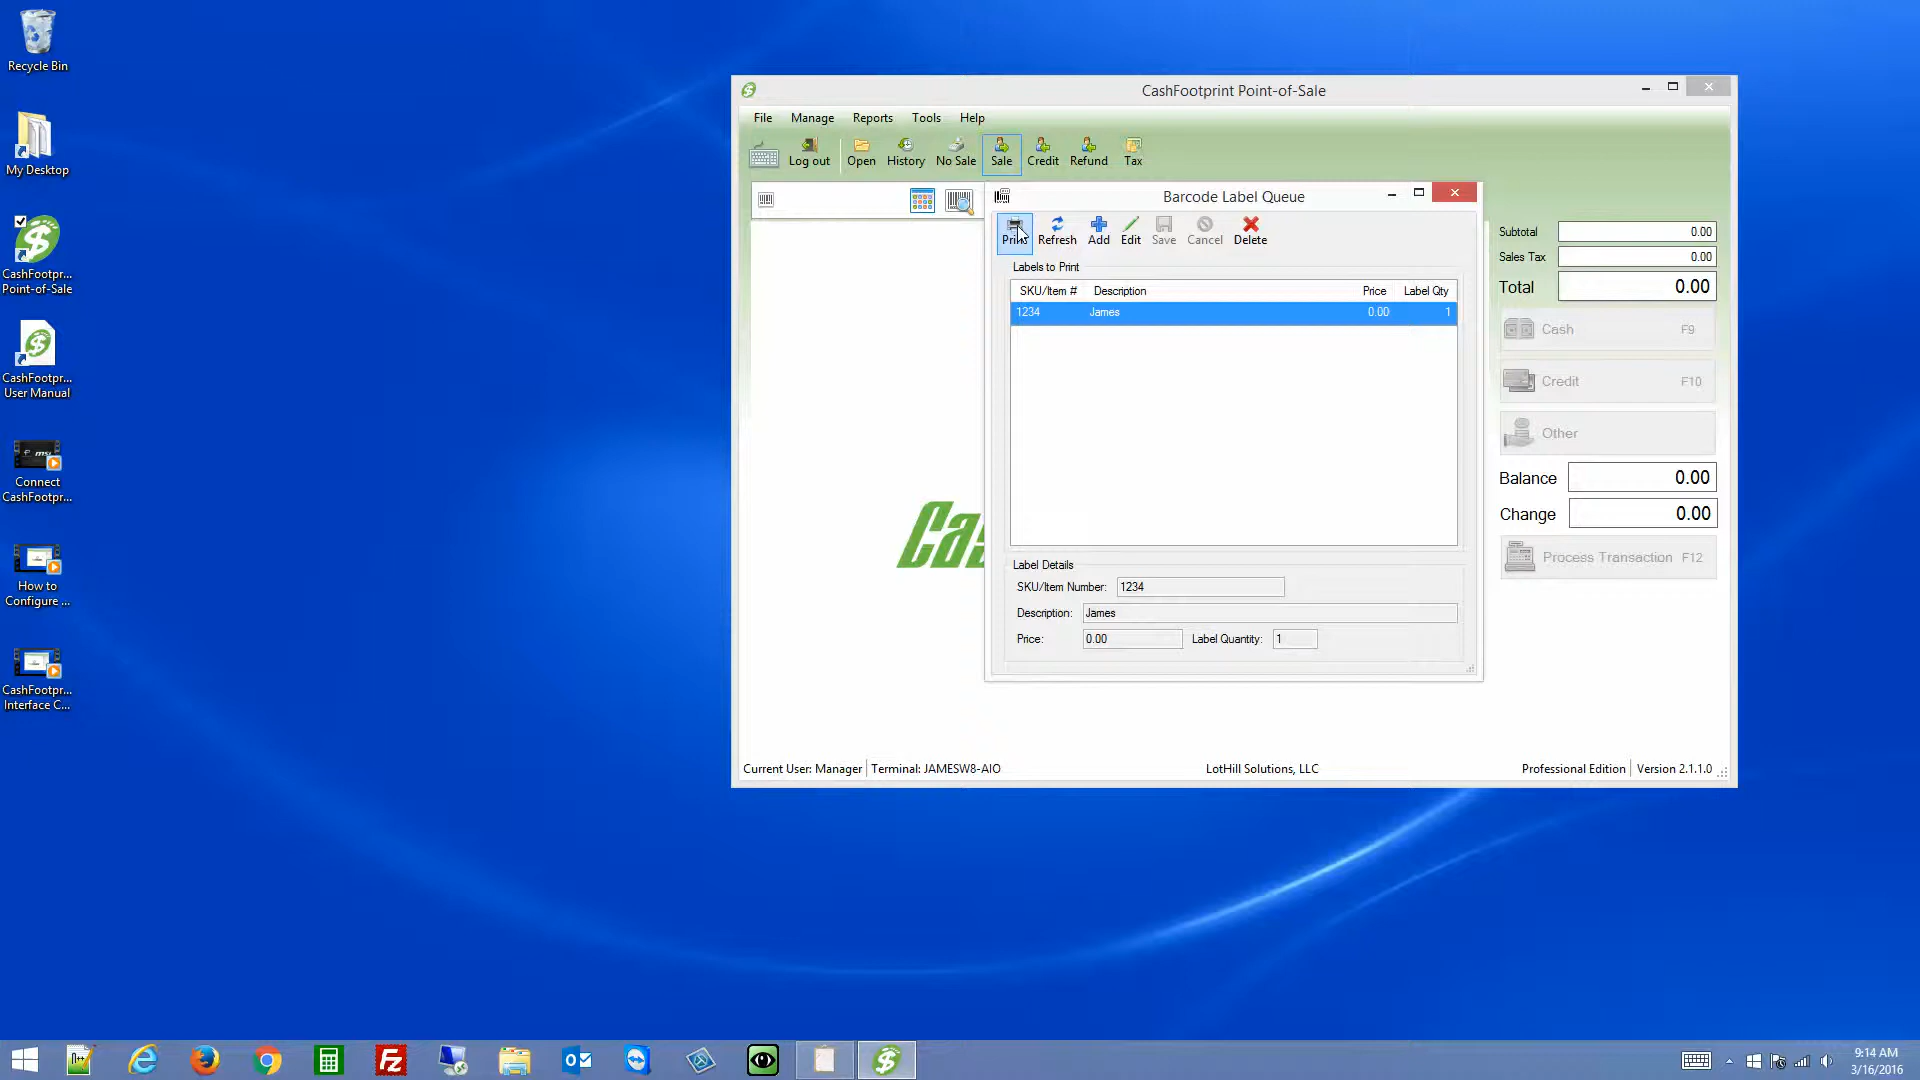 Recycle Bin
My Desktop
CashFootpr...
Point-of-Sale
CashFootpr...
User Manual
msi
Connect
CashFootpr...
How to
Configure ...
CashFootpr...
Interface C...
CashFootprint Point-of-Sale
File Manage Reports Tools Help
Log out Open History No Sale Sale Credit Refund Tax
Barcode Label Queue
Print Refresh Add Edit Save Cancel Delete
Labels to Print
SKU/Item # Description Price Label Qty
1234 James 0.00 1
Label Details
SKU/Item Number: 1234
Description: James
Price: 0.00 Label Quantity: 1
Cas
Subtotal 0.00
Sales Tax 0.00
Total 0.00
Cash F9
Credit F10
Other
Balance 0.00
Change 0.00
Process Transaction F12
Current User: Manager Terminal: JAMESW8-AIO LotHill Solutions, LLC Professional Edition Version 2.1.1.0
9:14 AM
3/16/2016